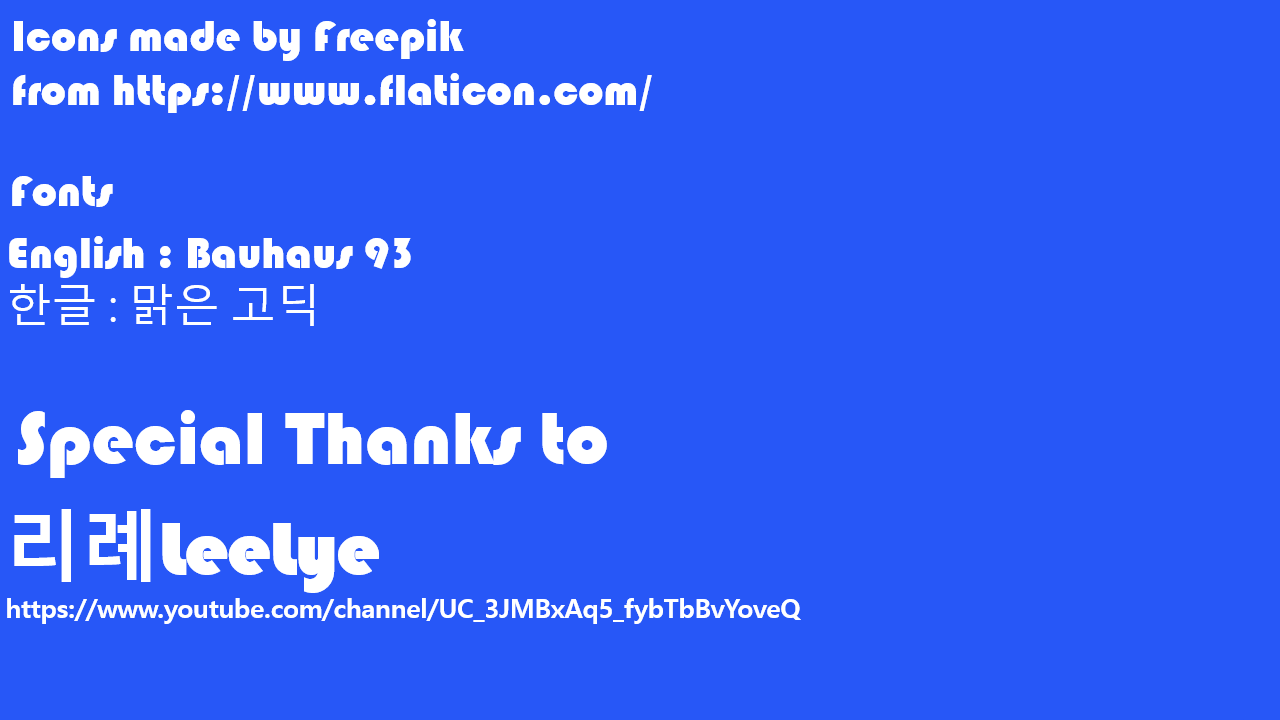 Icons made by Freepik
from https://www.flaticon.com/
Fonts
English : Bauhaus 93
한글 : 맑은 고딕
Special Thanks to
리례LeeLye
https://www.youtube.com/channel/UC_3JMBxAq5_fybTbBvYoveQ